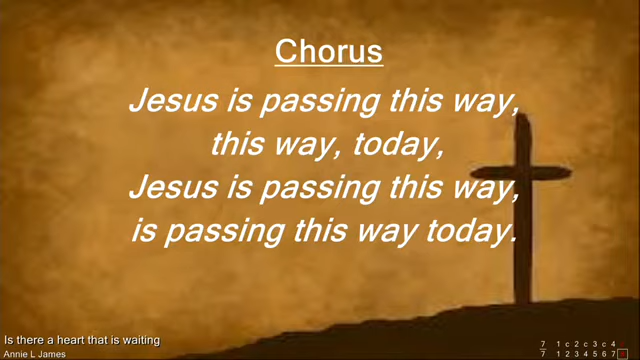 Chorus
Jesus is passing this way,
this way, today,
Jesus is passing this way,
is passing this way today.
Is there a heart that is waiting
Annie L James
7 1 c 2 c 3 c 4
7 1 2 3 4 5 6 7